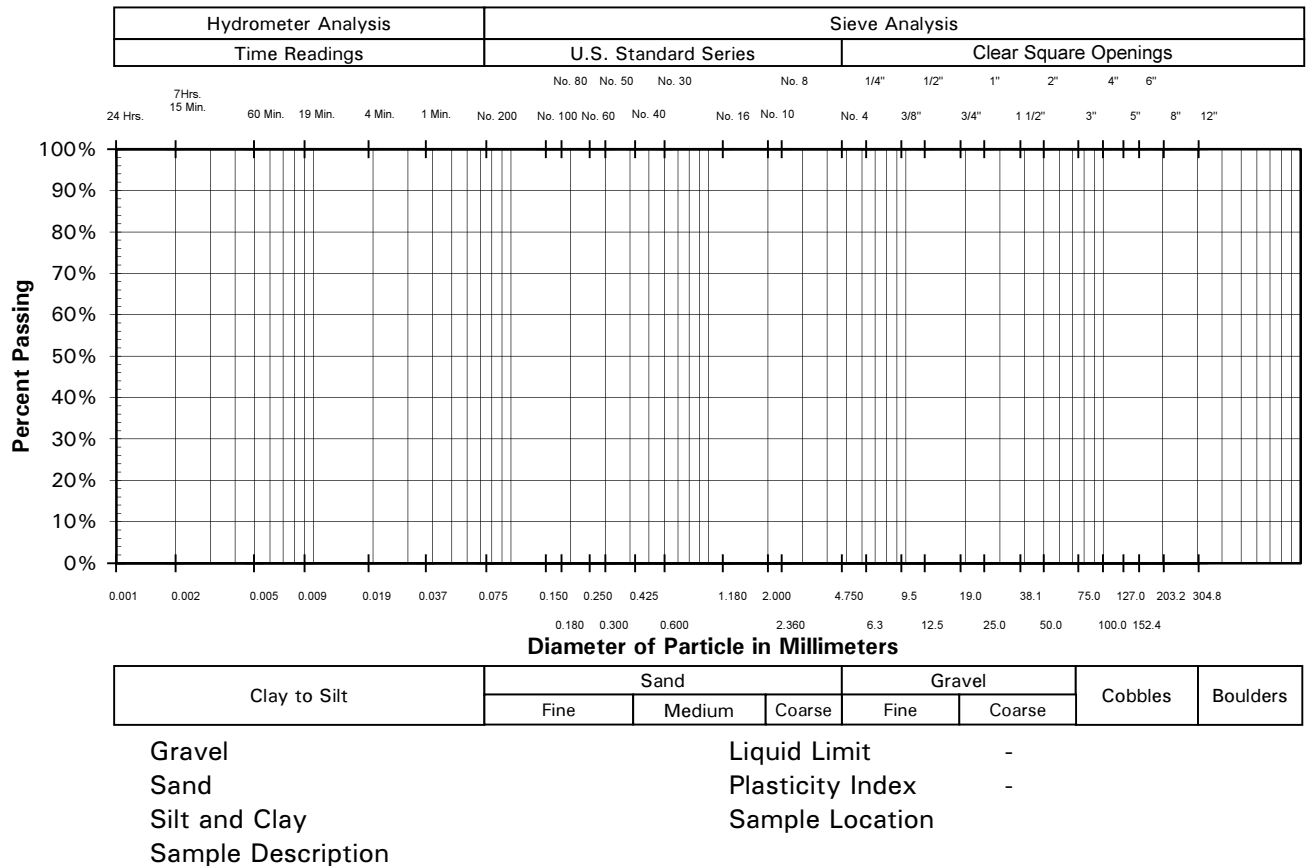 Hydrometer Analysis Sieve Analysis
Time Readings U.S. Standard Series Clear Square Openings
No. 80 No. 50 No. 30 No. 8 1/4" 1/2" 1" 2" 4" 6"
7Hrs.
15 Min.
24 Hrs. 60 Min. 19 Min. 4 Min. 1 Min. No. 200 No. 100 No. 60 No. 40 No. 16 No. 10 No. 4 3/8" 3/4" 1 1/2" 3" 5" 8" 12"
100%
90%
80%
70%
60%
50%
40%
30%
20%
10%
0%
Percent Passing
0.001 0.002 0.005 0.009 0.019 0.037 0.075 0.150 0.250 0.425 1.180 2.000 4.750 9.5 19.0 38.1 75.0 127.0 203.2 304.8
0.180 0.300 0.600 2.360 6.3 12.5 25.0 50.0 100.0 152.4
Diameter of Particle in Millimeters
Clay to Silt Sand Gravel Cobbles Boulders
Fine Medium Coarse Fine Coarse
Gravel Liquid Limit -
Sand Plasticity Index -
Silt and Clay Sample Location
Sample Description